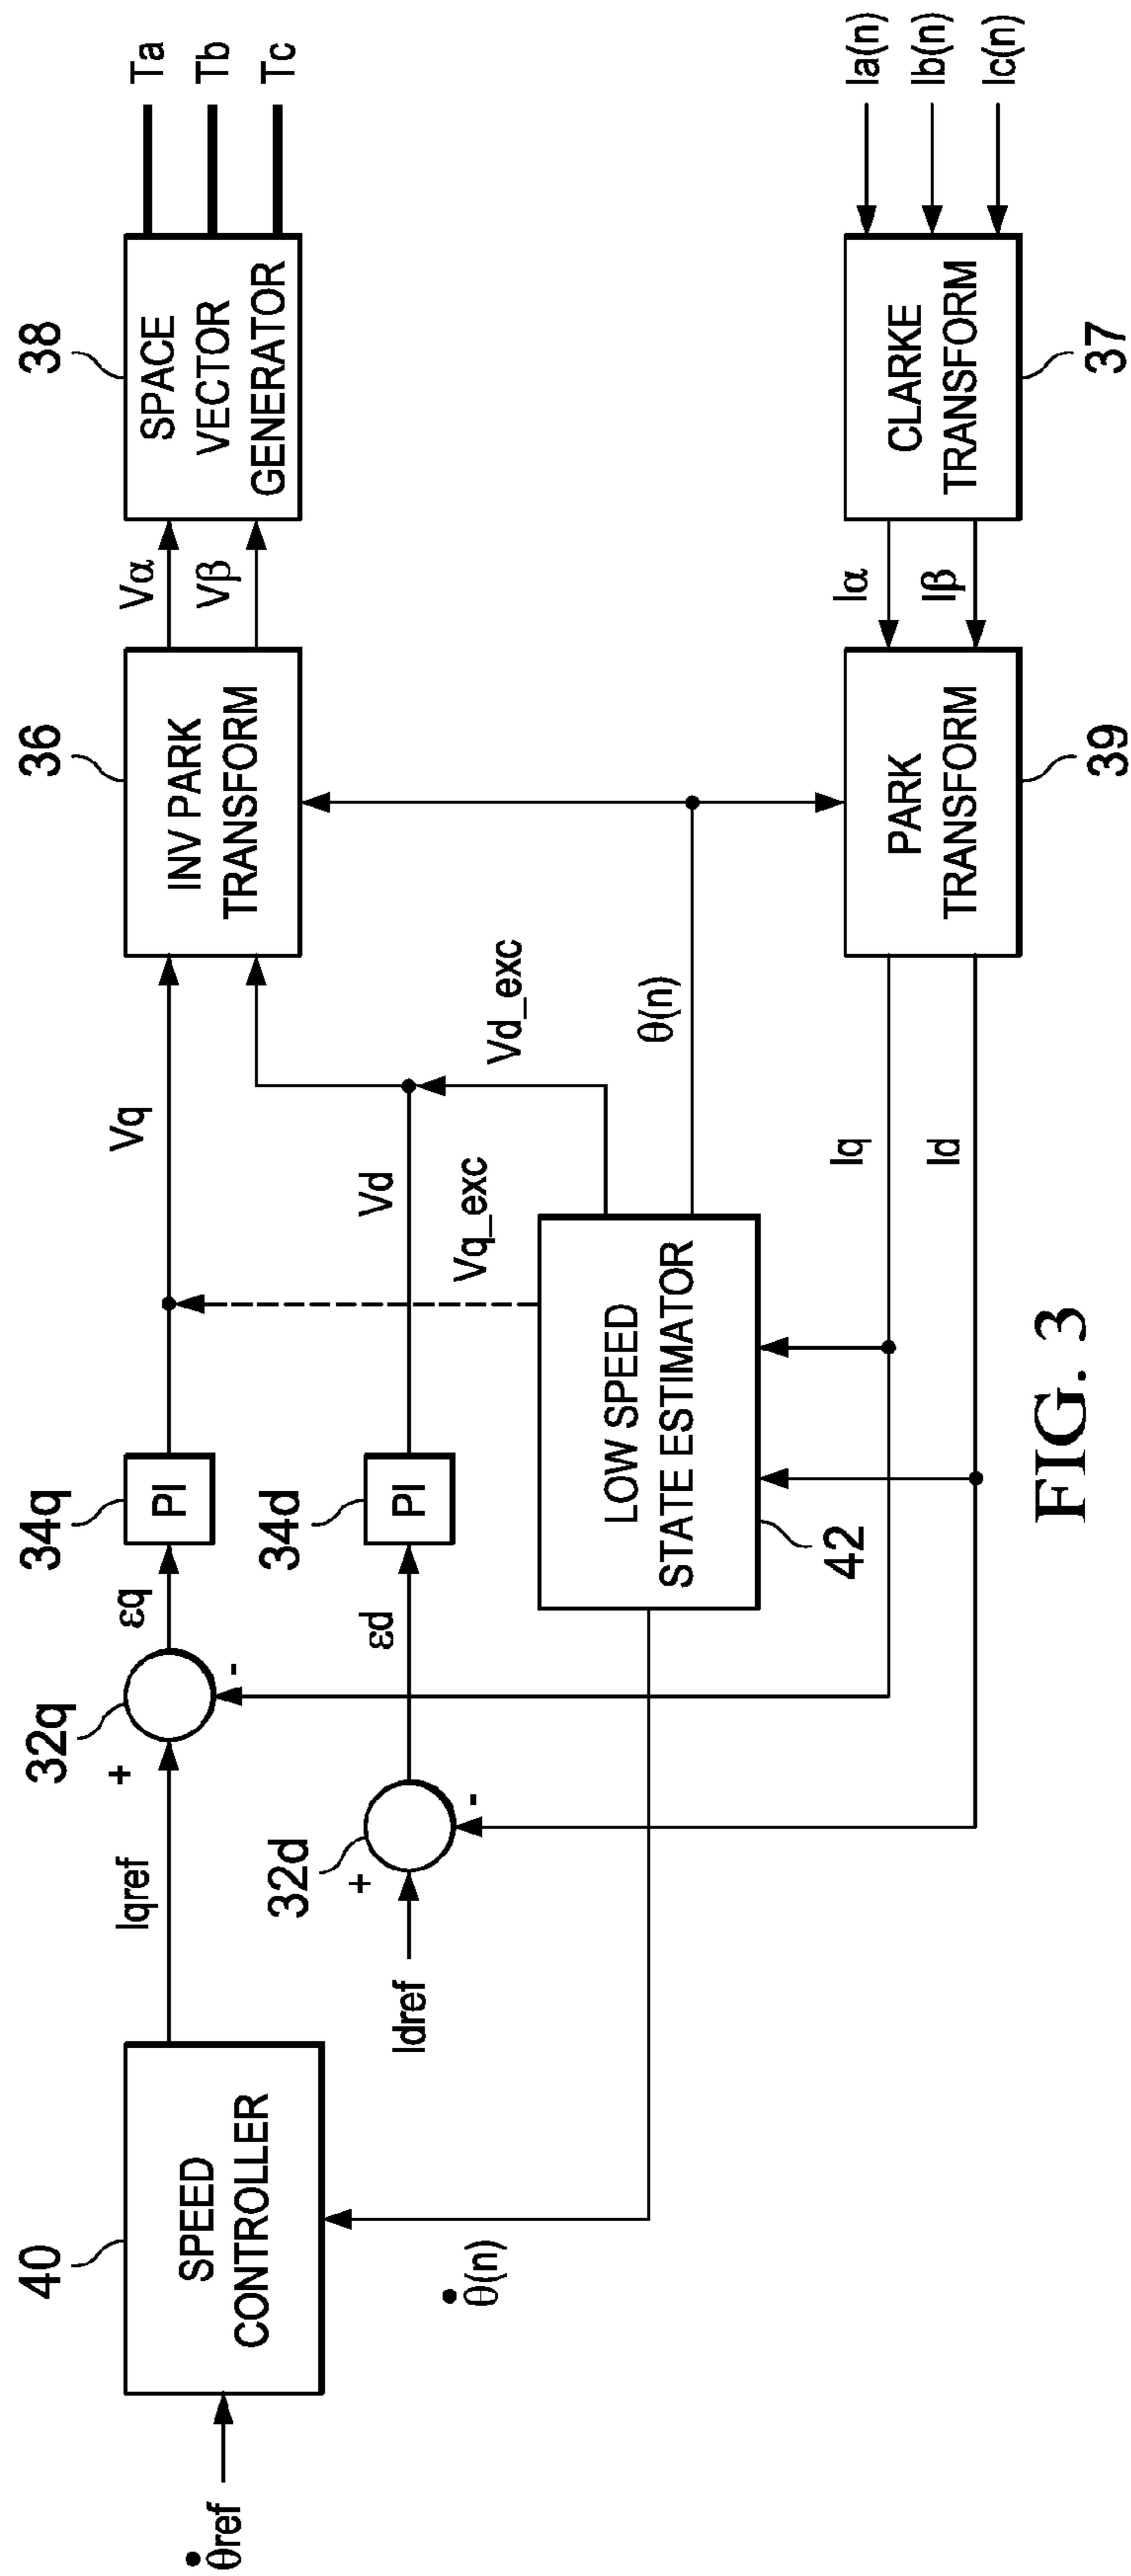 40
SPEED
CONTROLLER
θ̇ref
θ̇(n)
Iqref
+
-
32q
εq
34q
PI
Vq
Idref
+
-
32d
εd
34d
PI
Vd
Vq_exc
Vd_exc
LOW SPEED
STATE ESTIMATOR
42
θ(n)
36
INV PARK
TRANSFORM
Vα
Vβ
38
SPACE
VECTOR
GENERATOR
Ta
Tb
Tc
Iq
Id
PARK
TRANSFORM
39
Iα
Iβ
CLARKE
TRANSFORM
37
Ia(n)
Ib(n)
Ic(n)
FIG. 3